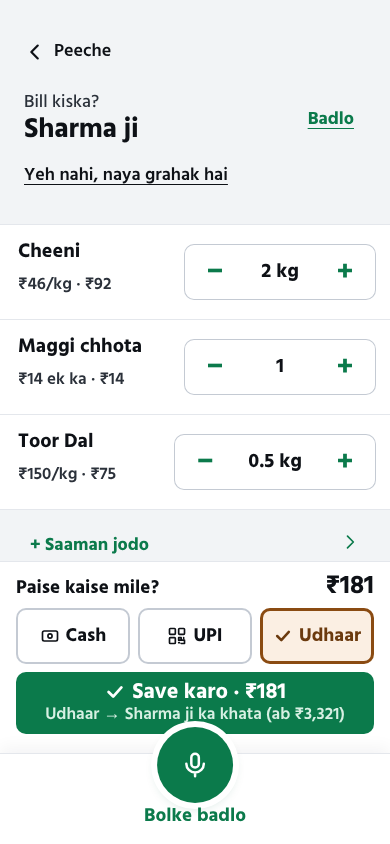 Peeche
Bill kiska?
Sharma ji
Badlo
Yeh nahi, naya grahak hai
Cheeni
₹46/kg · ₹92
− 2 kg +
Maggi chhota
₹14 ek ka · ₹14
− 1 +
Toor Dal
₹150/kg · ₹75
− 0.5 kg +
+ Saaman jodo
Paise kaise mile? ₹181
Cash UPI Udhaar
Save karo · ₹181
Udhaar → Sharma ji ka khata (ab ₹3,321)
Bolke badlo